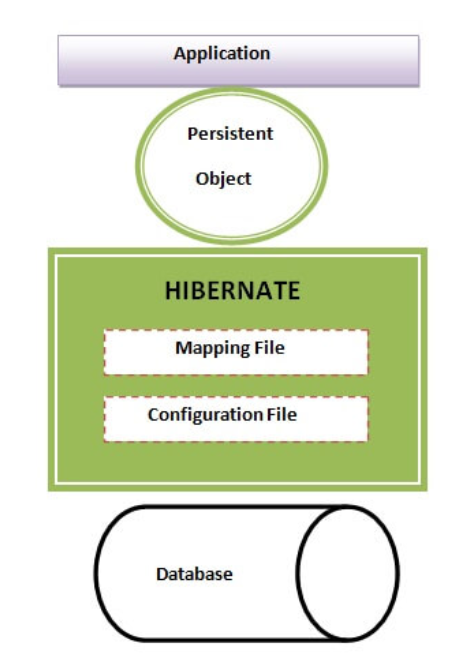 Application
Persistent
Object
HIBERNATE
Mapping File
Configuration File
Database